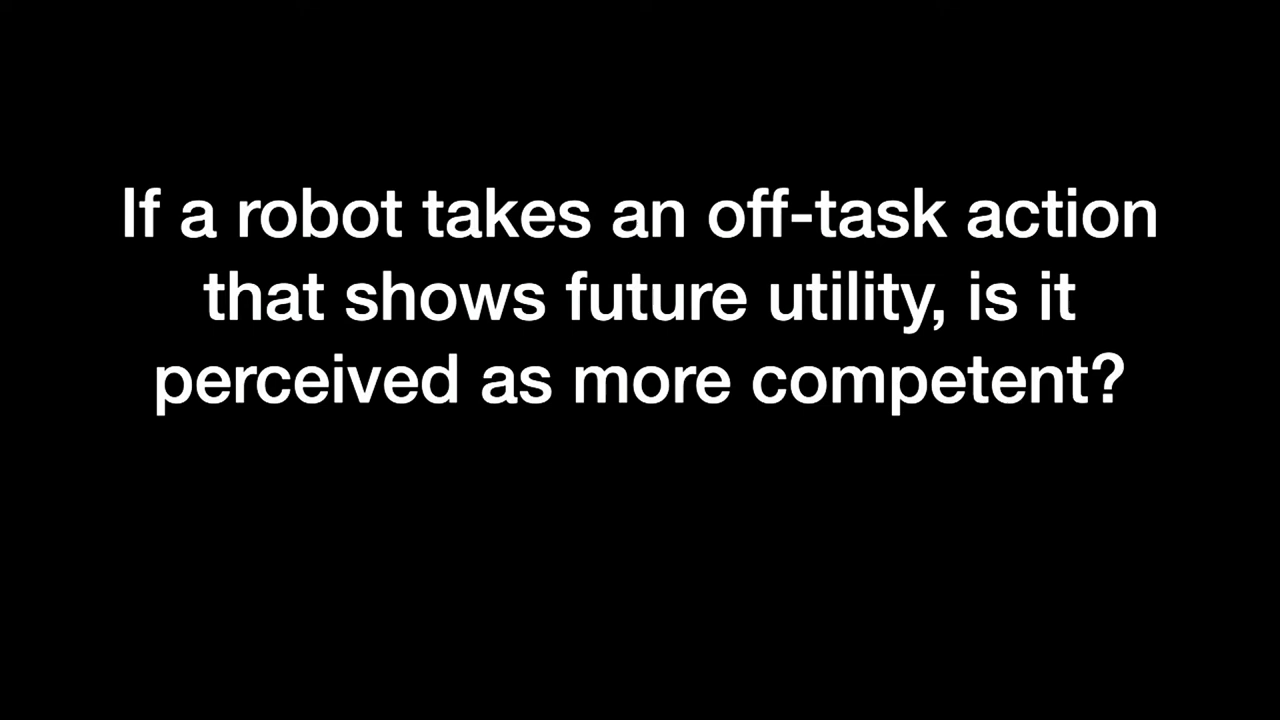 If a robot takes an off-task action
that shows future utility, is it
perceived as more competent?